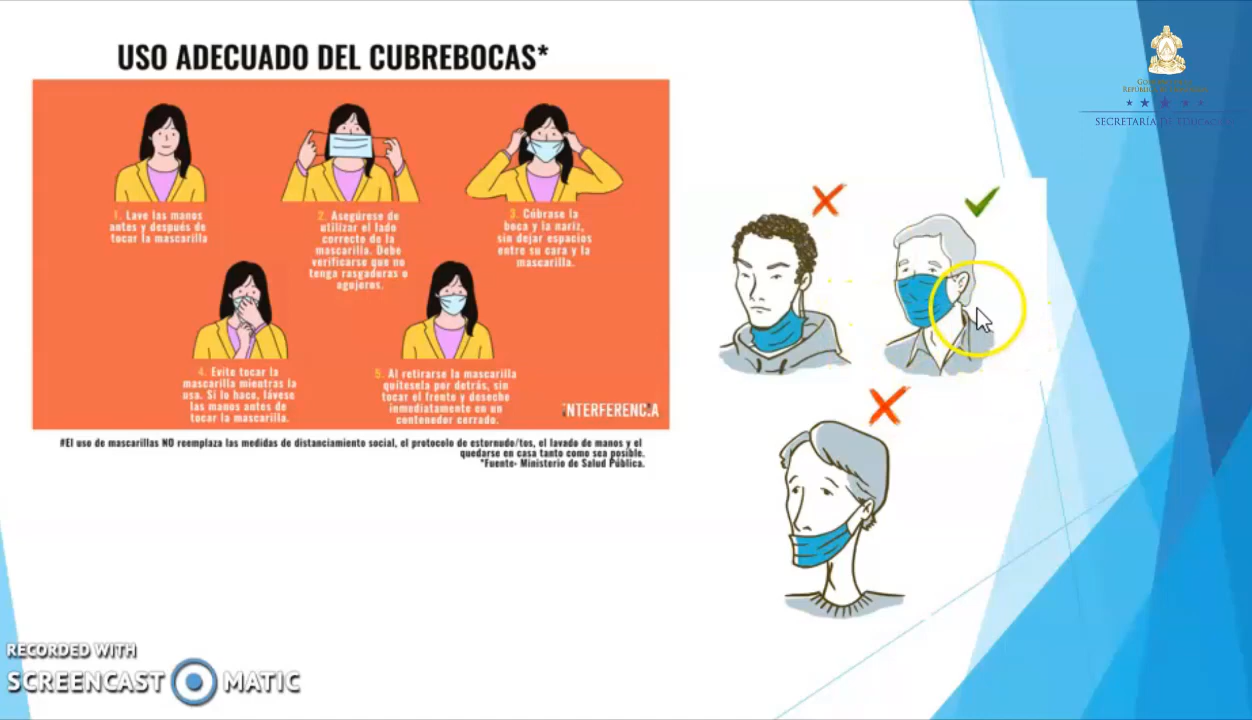 USO ADECUADO DEL CUBREBOCAS*
1. Lave las manos
antes y después de
tocar la mascarilla
2. Asegúrese de
utilizar el lado
correcto de la
mascarilla. Debe
verificarse que no
tenga rasgaduras o
agujeros.
3. Cúbrase la
boca y la nariz,
sin dejar espacios
entre su cara y la
mascarilla.
4. Evite tocar la
mascarilla mientras la
usa. Si lo hace, lávese
las manos antes de
tocar la mascarilla.
5. Al retirarse la mascarilla
quítesela por detrás, sin
tocar el frente y deseche
inmediatamente en un
contenedor cerrado.
INTERFERENCIA
#El uso de mascarillas NO reemplaza las medidas de distanciamiento social, el protocolo de estornudo/tos, el lavado de manos y el
quedarse en casa tanto como sea posible.
*Fuente- Ministerio de Salud Pública.
SECRETARÍA DE EDUCACIÓN
RECORDED WITH
SCREENCAST MATIC